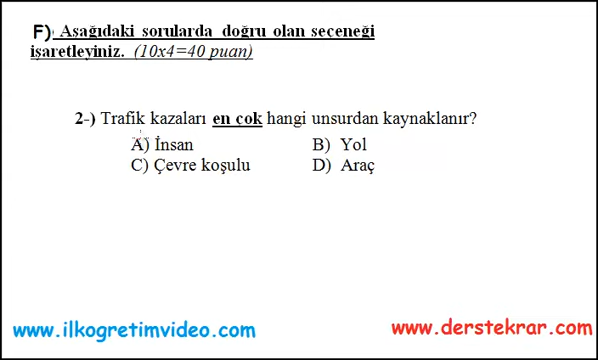 F) Aşağıdaki sorularda doğru olan seçeneği
işaretleyiniz. (10x4=40 puan)
2-) Trafik kazaları en çok hangi unsurdan kaynaklanır?
A) İnsan B) Yol
C) Çevre koşulu D) Araç
www.ilkogretimvideo.com www.derstekrar.com